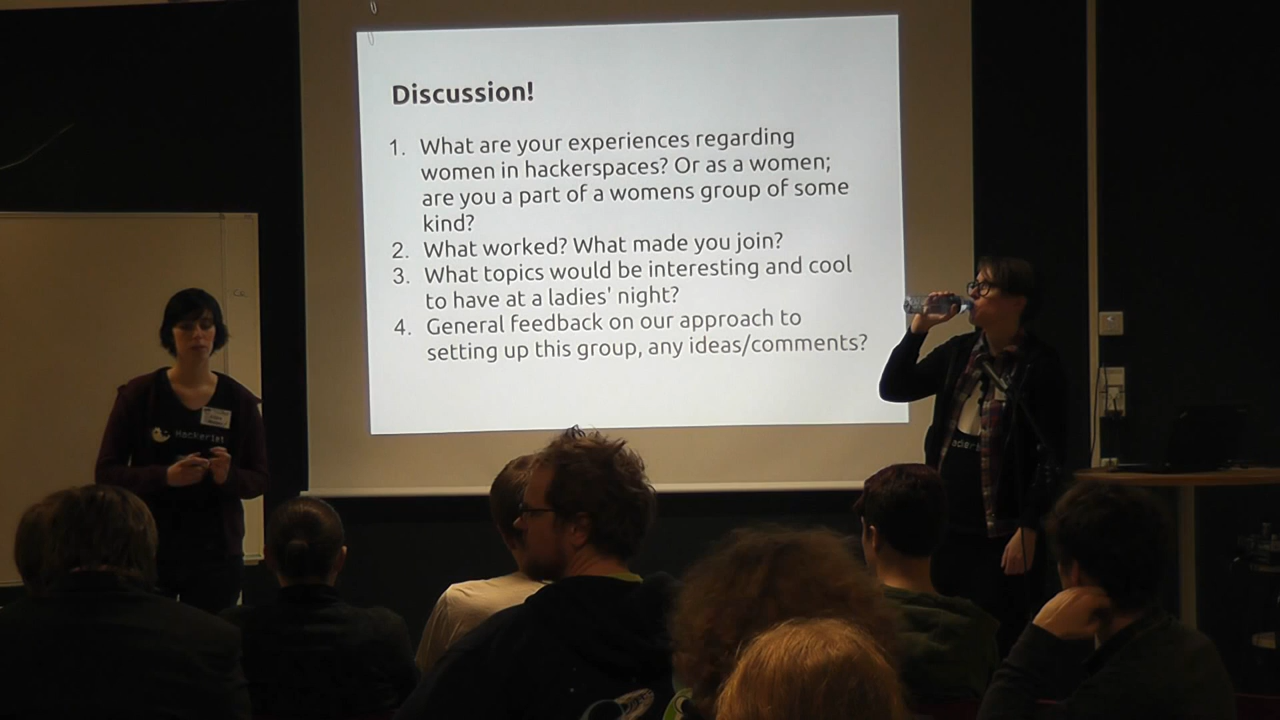 Discussion!
1. What are your experiences regarding
women in hackerspaces? Or as a women;
are you a part of a womens group of some
kind?
2. What worked? What made you join?
3. What topics would be interesting and cool
to have at a ladies' night?
4. General feedback on our approach to
setting up this group, any ideas/comments?
Hackeriet